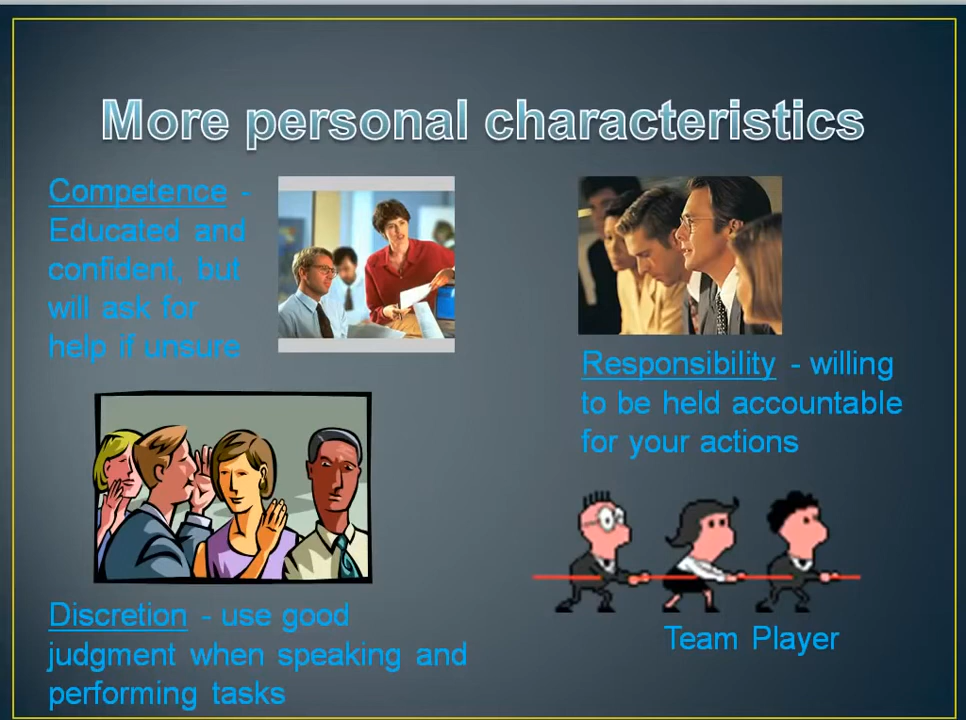 More personal characteristics
Competence -
Educated and
confident, but
will ask for
help if unsure
Responsibility - willing
to be held accountable
for your actions
Discretion - use good
judgment when speaking and
performing tasks
Team Player